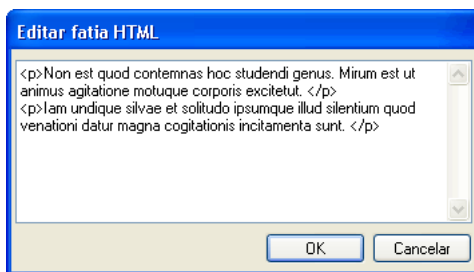 Editar fatia HTML
<p>Non est quod contemnas hoc studendi genus. Mirum est ut
animus agitatione motuque corporis excitetut. </p>
<p>Iam undique silvae et solitudo ipsumque illud silentium quod
venationi datur magna cogitationis incitamenta sunt. </p>
OK
Cancelar